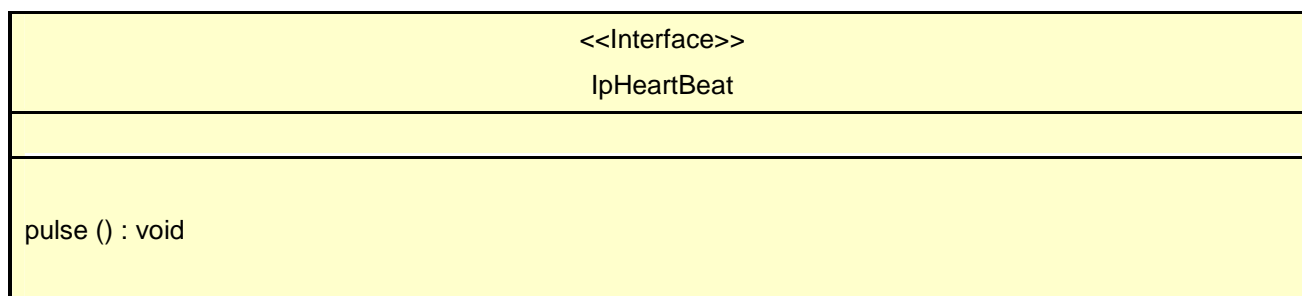 <<Interface>>
IpHeartBeat
pulse () : void